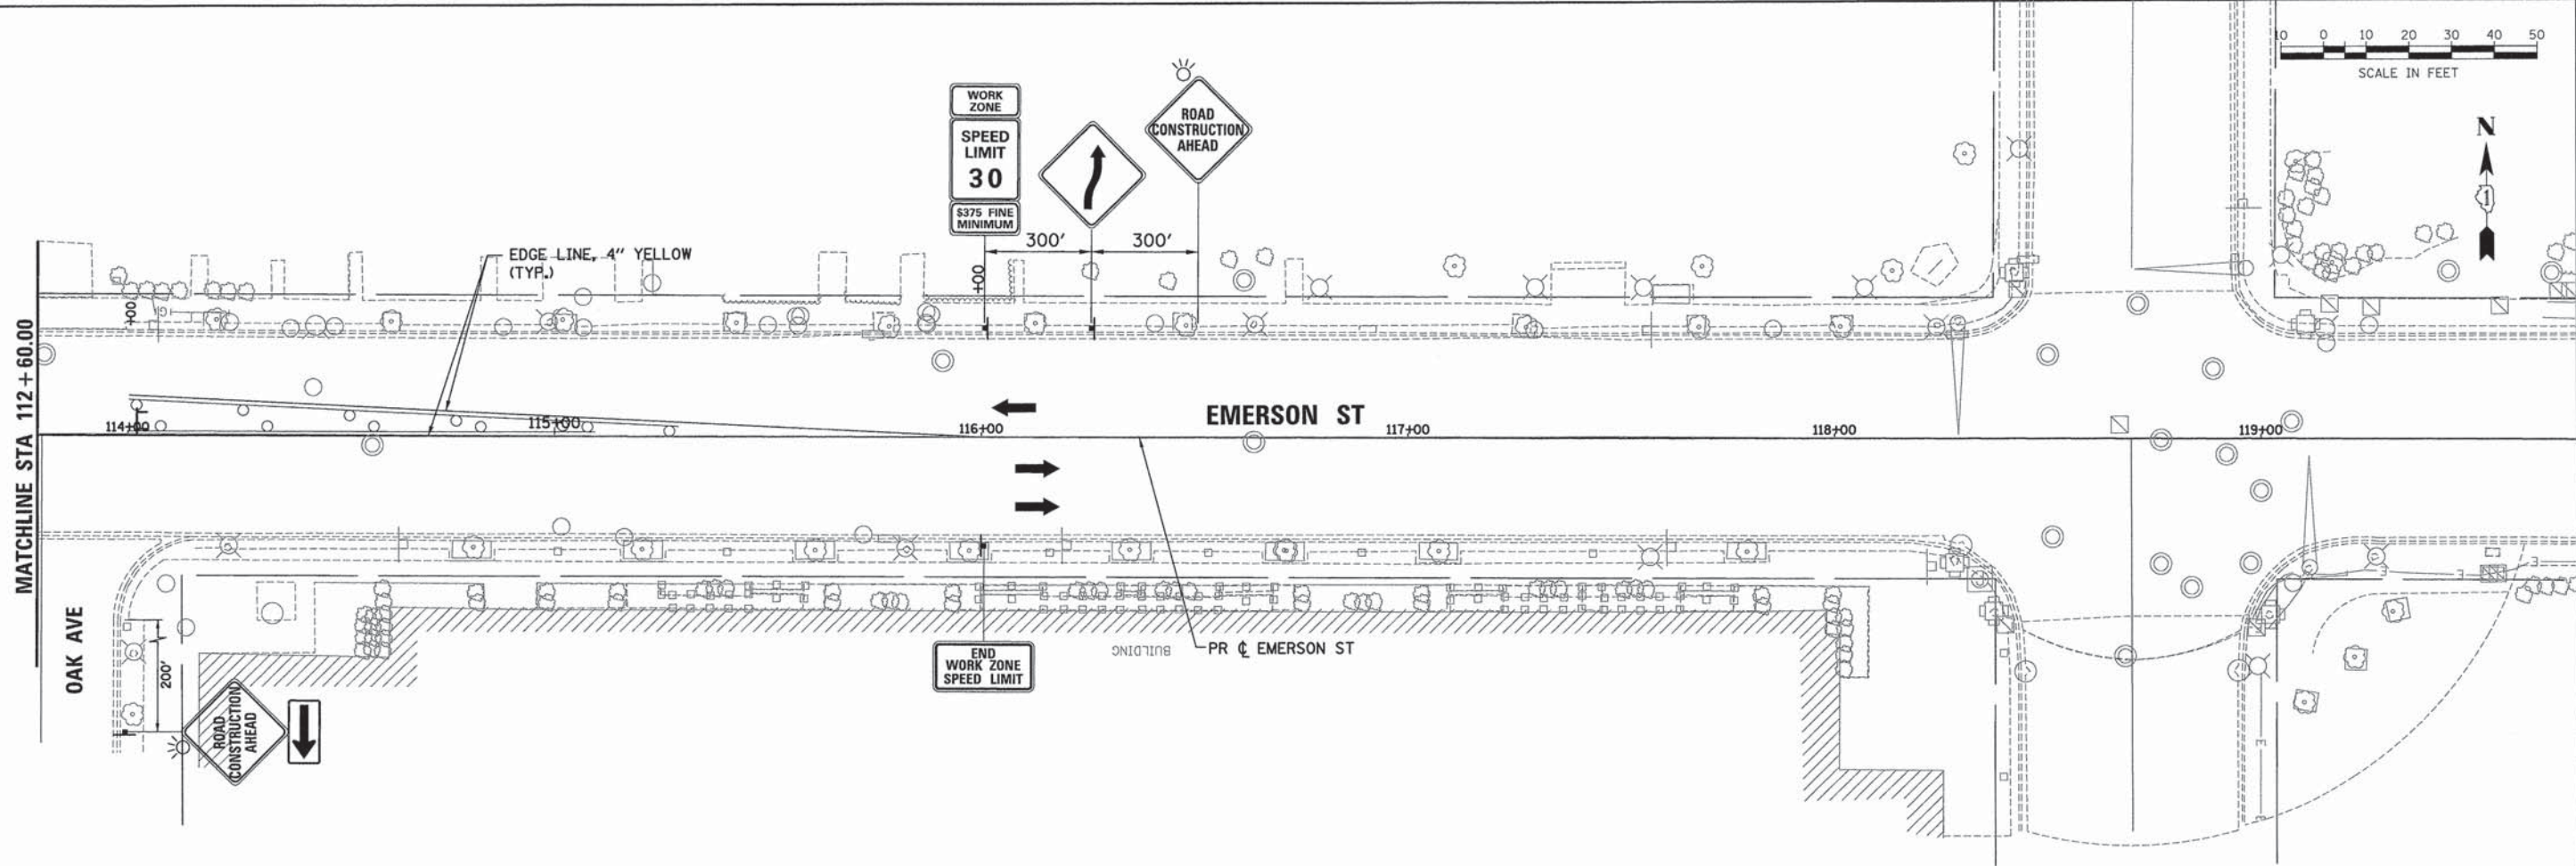 10 0 10 20 30 40 50
SCALE IN FEET
N
WORK
ZONE
SPEED
LIMIT
30
$375 FINE
MINIMUM
ROAD
CONSTRUCTION
AHEAD
300'
300'
EDGE LINE, 4" YELLOW
(TYP.)
+00
+00
MATCHLINE STA 112+60.00
EMERSON ST
114+00
115+00
116+00
117+00
118+00
119+00
OAK AVE
200'
ROAD
CONSTRUCTION
AHEAD
END
WORK ZONE
SPEED LIMIT
BUILDING
PR ℄ EMERSON ST
E
E
E
E
E